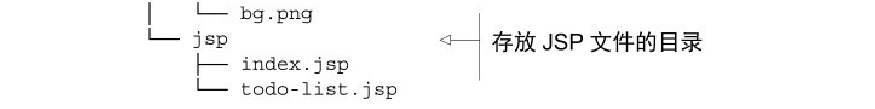 │   └── bg.png
└── jsp
    ├── index.jsp
    └── todo-list.jsp
存放 JSP 文件的目录